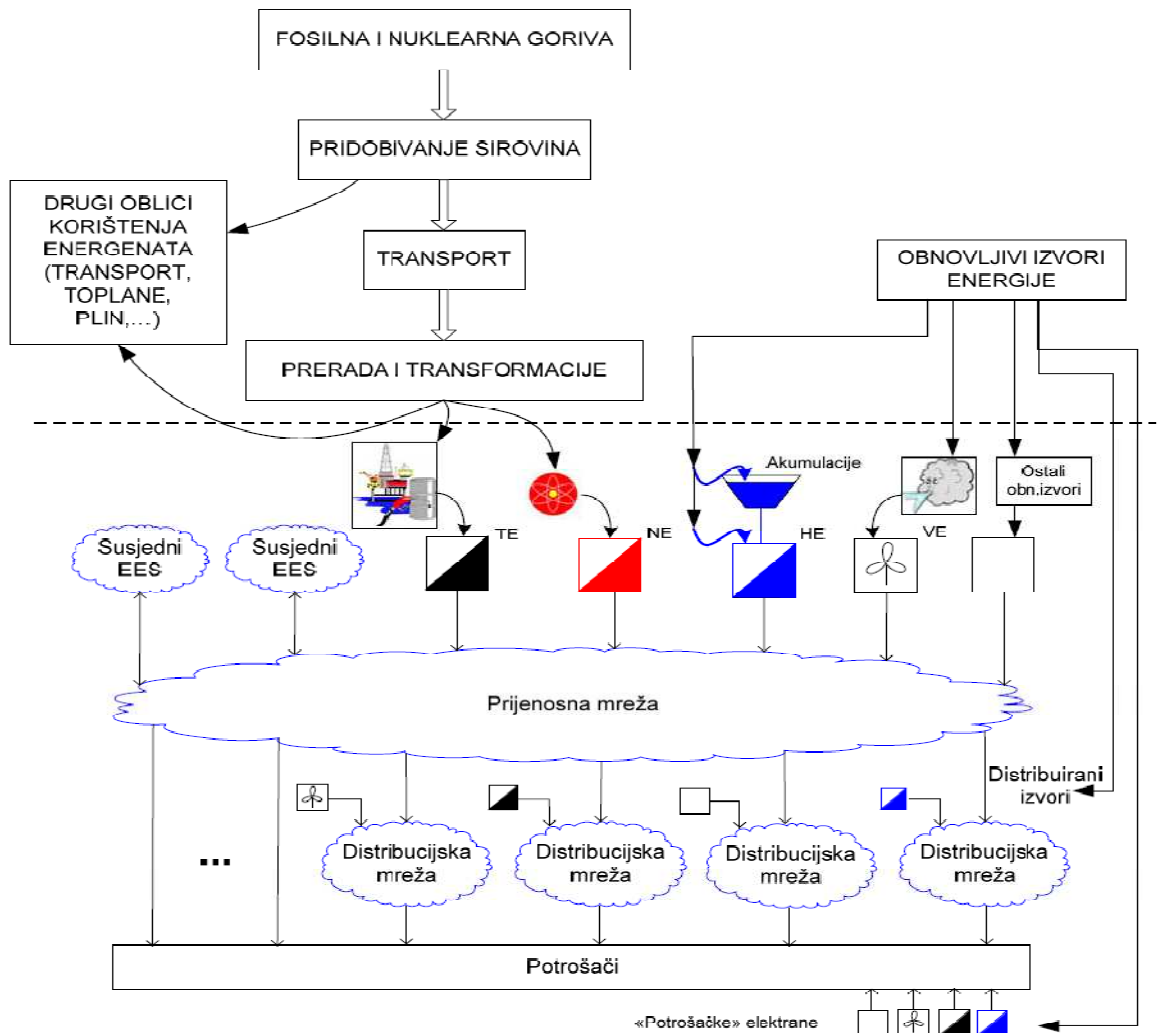 FOSILNA I NUKLEARNA GORIVA
PRIDOBIVANJE SIROVINA
DRUGI OBLICI
KORIŠTENJA
ENERGENATA
(TRANSPORT,
TOPLANE,
PLIN,...)
TRANSPORT
OBNOVLJIVI IZVORI
ENERGIJE
PRERADA I TRANSFORMACIJE
Akumulacije
Ostali
obn.izvori
TE
NE
HE
VE
Susjedni
EES
Susjedni
EES
Prijenosna mreža
Distribuirani
izvori
...
Distribucijska
mreža
Distribucijska
mreža
Distribucijska
mreža
Distribucijska
mreža
Potrošači
«Potrošačke» elektrane